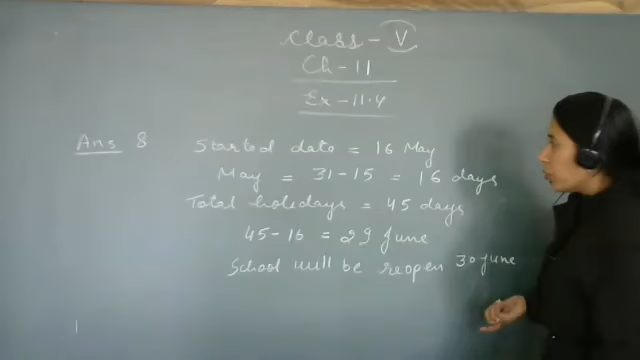 Class - V
Ch - 11
Ex - 11.4
Ans 8 Started date = 16 May
May = 31 - 15 = 16 days
Total holidays = 45 days
45 - 16 = 29 June
School will be reopen 30 June